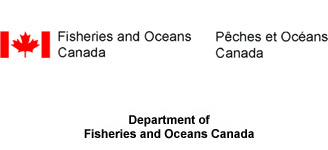 Fisheries and Oceans
Canada
Pêches et Océans
Canada
Department of
Fisheries and Oceans Canada